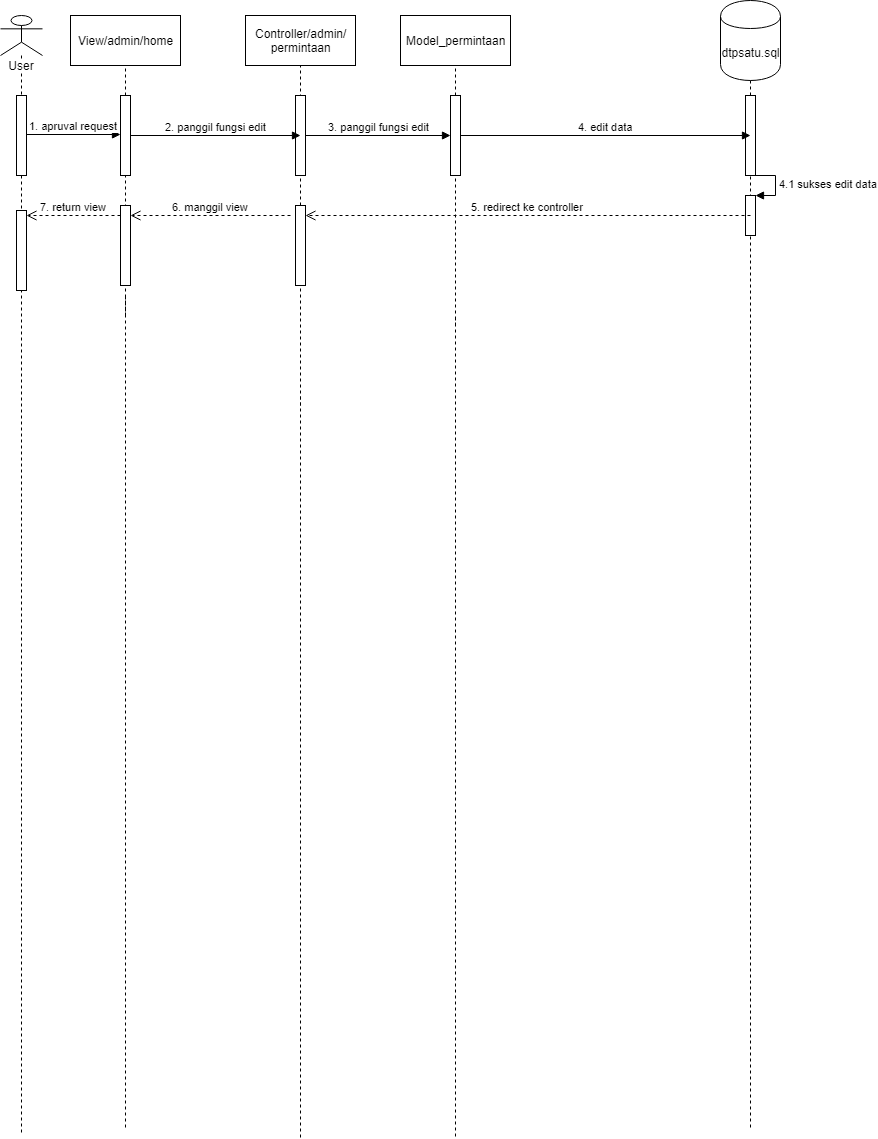 User
View/admin/home
Controller/admin/
permintaan
Model_permintaan
dtpsatu.sql
1. apruval request
2. panggil fungsi edit
3. panggil fungsi edit
4. edit data
4.1 sukses edit data
7. return view
6. manggil view
5. redirect ke controller